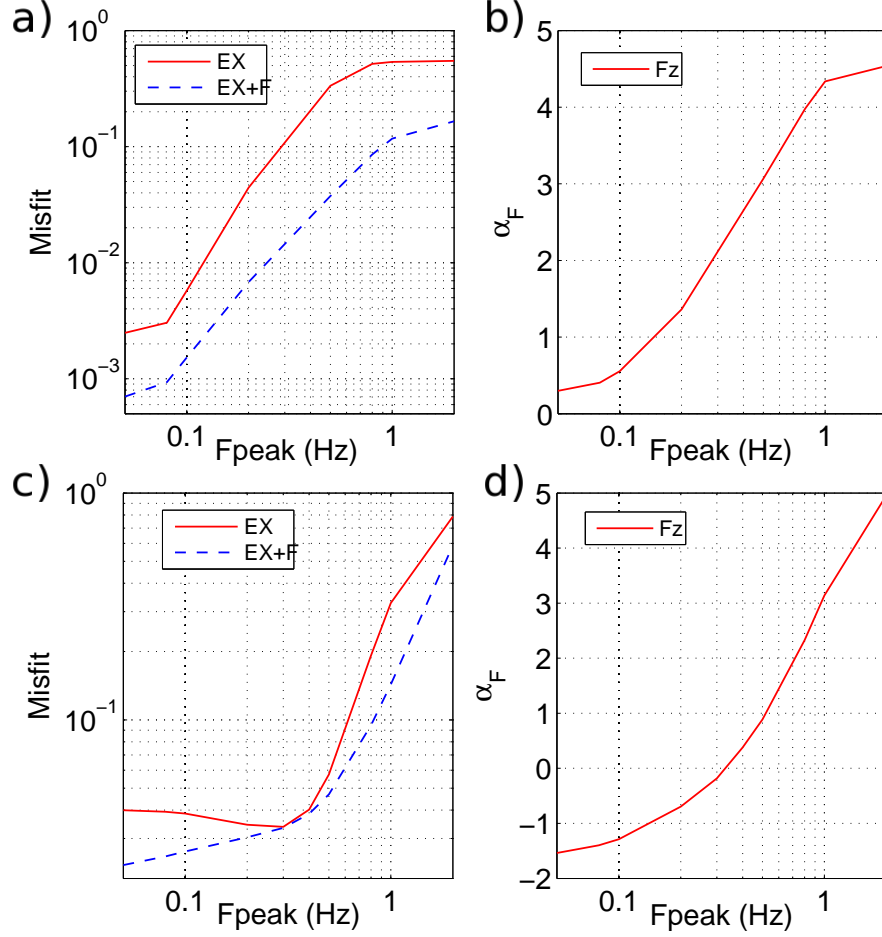 a)
10^0
10^-1
10^-2
10^-3
Misfit
EX
EX+F
0.1
1
Fpeak (Hz)
b)
5
4
3
2
1
0
α_F
Fz
0.1
1
Fpeak (Hz)
c)
10^0
10^-1
Misfit
EX
EX+F
0.1
1
Fpeak (Hz)
d)
5
4
3
2
1
0
−1
−2
α_F
Fz
0.1
1
Fpeak (Hz)